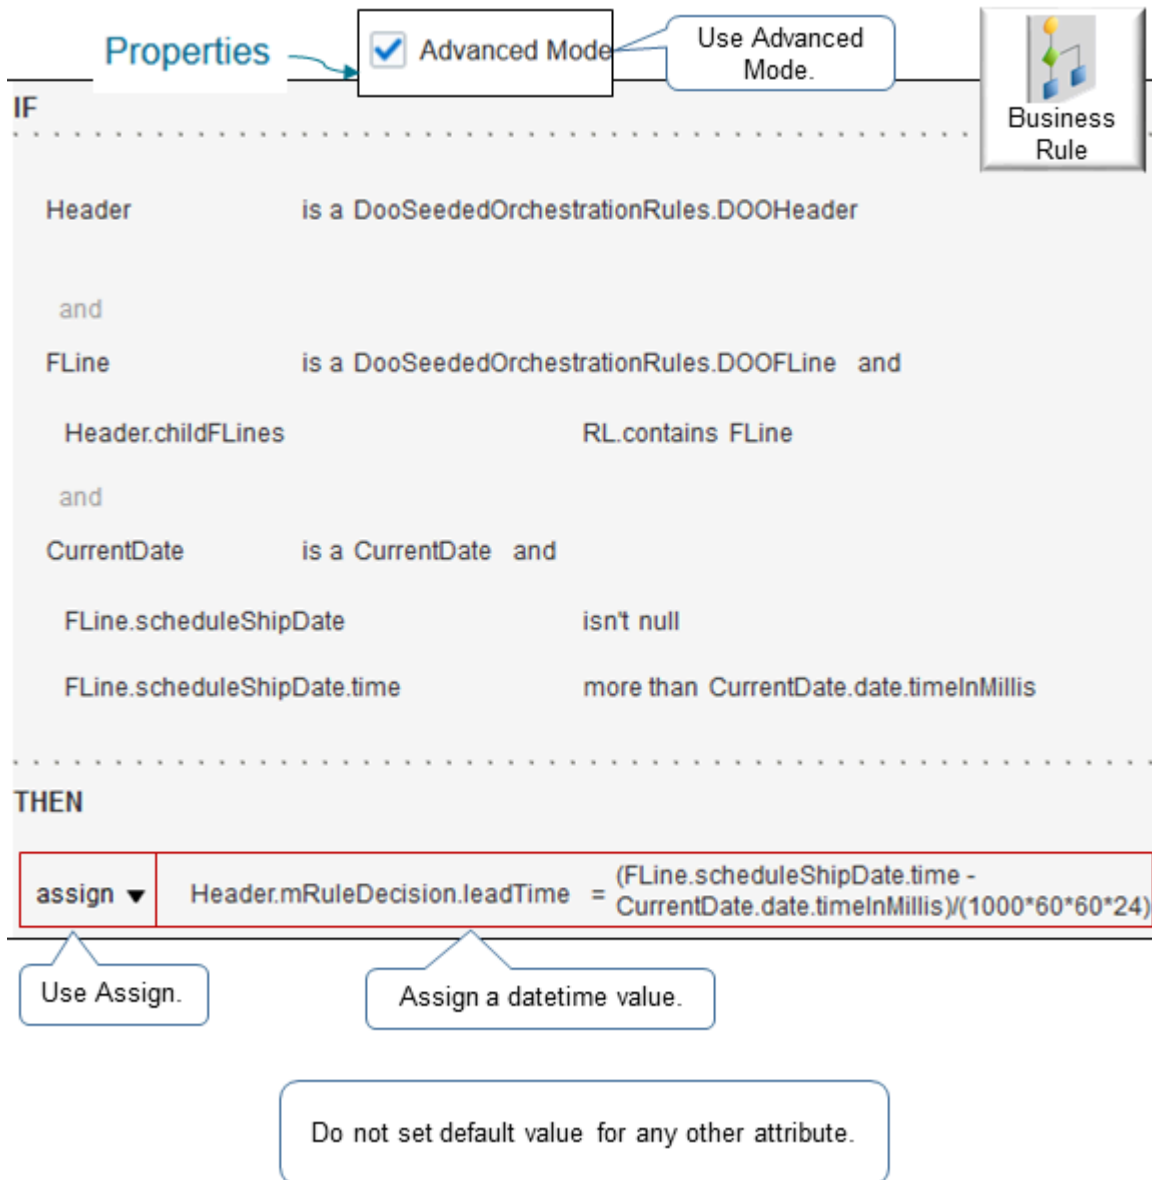 Properties
Advanced Mode
Use Advanced
Mode.
Business
Rule
IF
Header is a DooSeededOrchestrationRules.DOOHeader
and
FLine is a DooSeededOrchestrationRules.DOOFLine and
Header.childFLines RL.contains FLine
and
CurrentDate is a CurrentDate and
FLine.scheduleShipDate isn't null
FLine.scheduleShipDate.time more than CurrentDate.date.timeInMillis
THEN
assign Header.mRuleDecision.leadTime = (FLine.scheduleShipDate.time -
CurrentDate.date.timeInMillis)/(1000*60*60*24)
Use Assign.
Assign a datetime value.
Do not set default value for any other attribute.